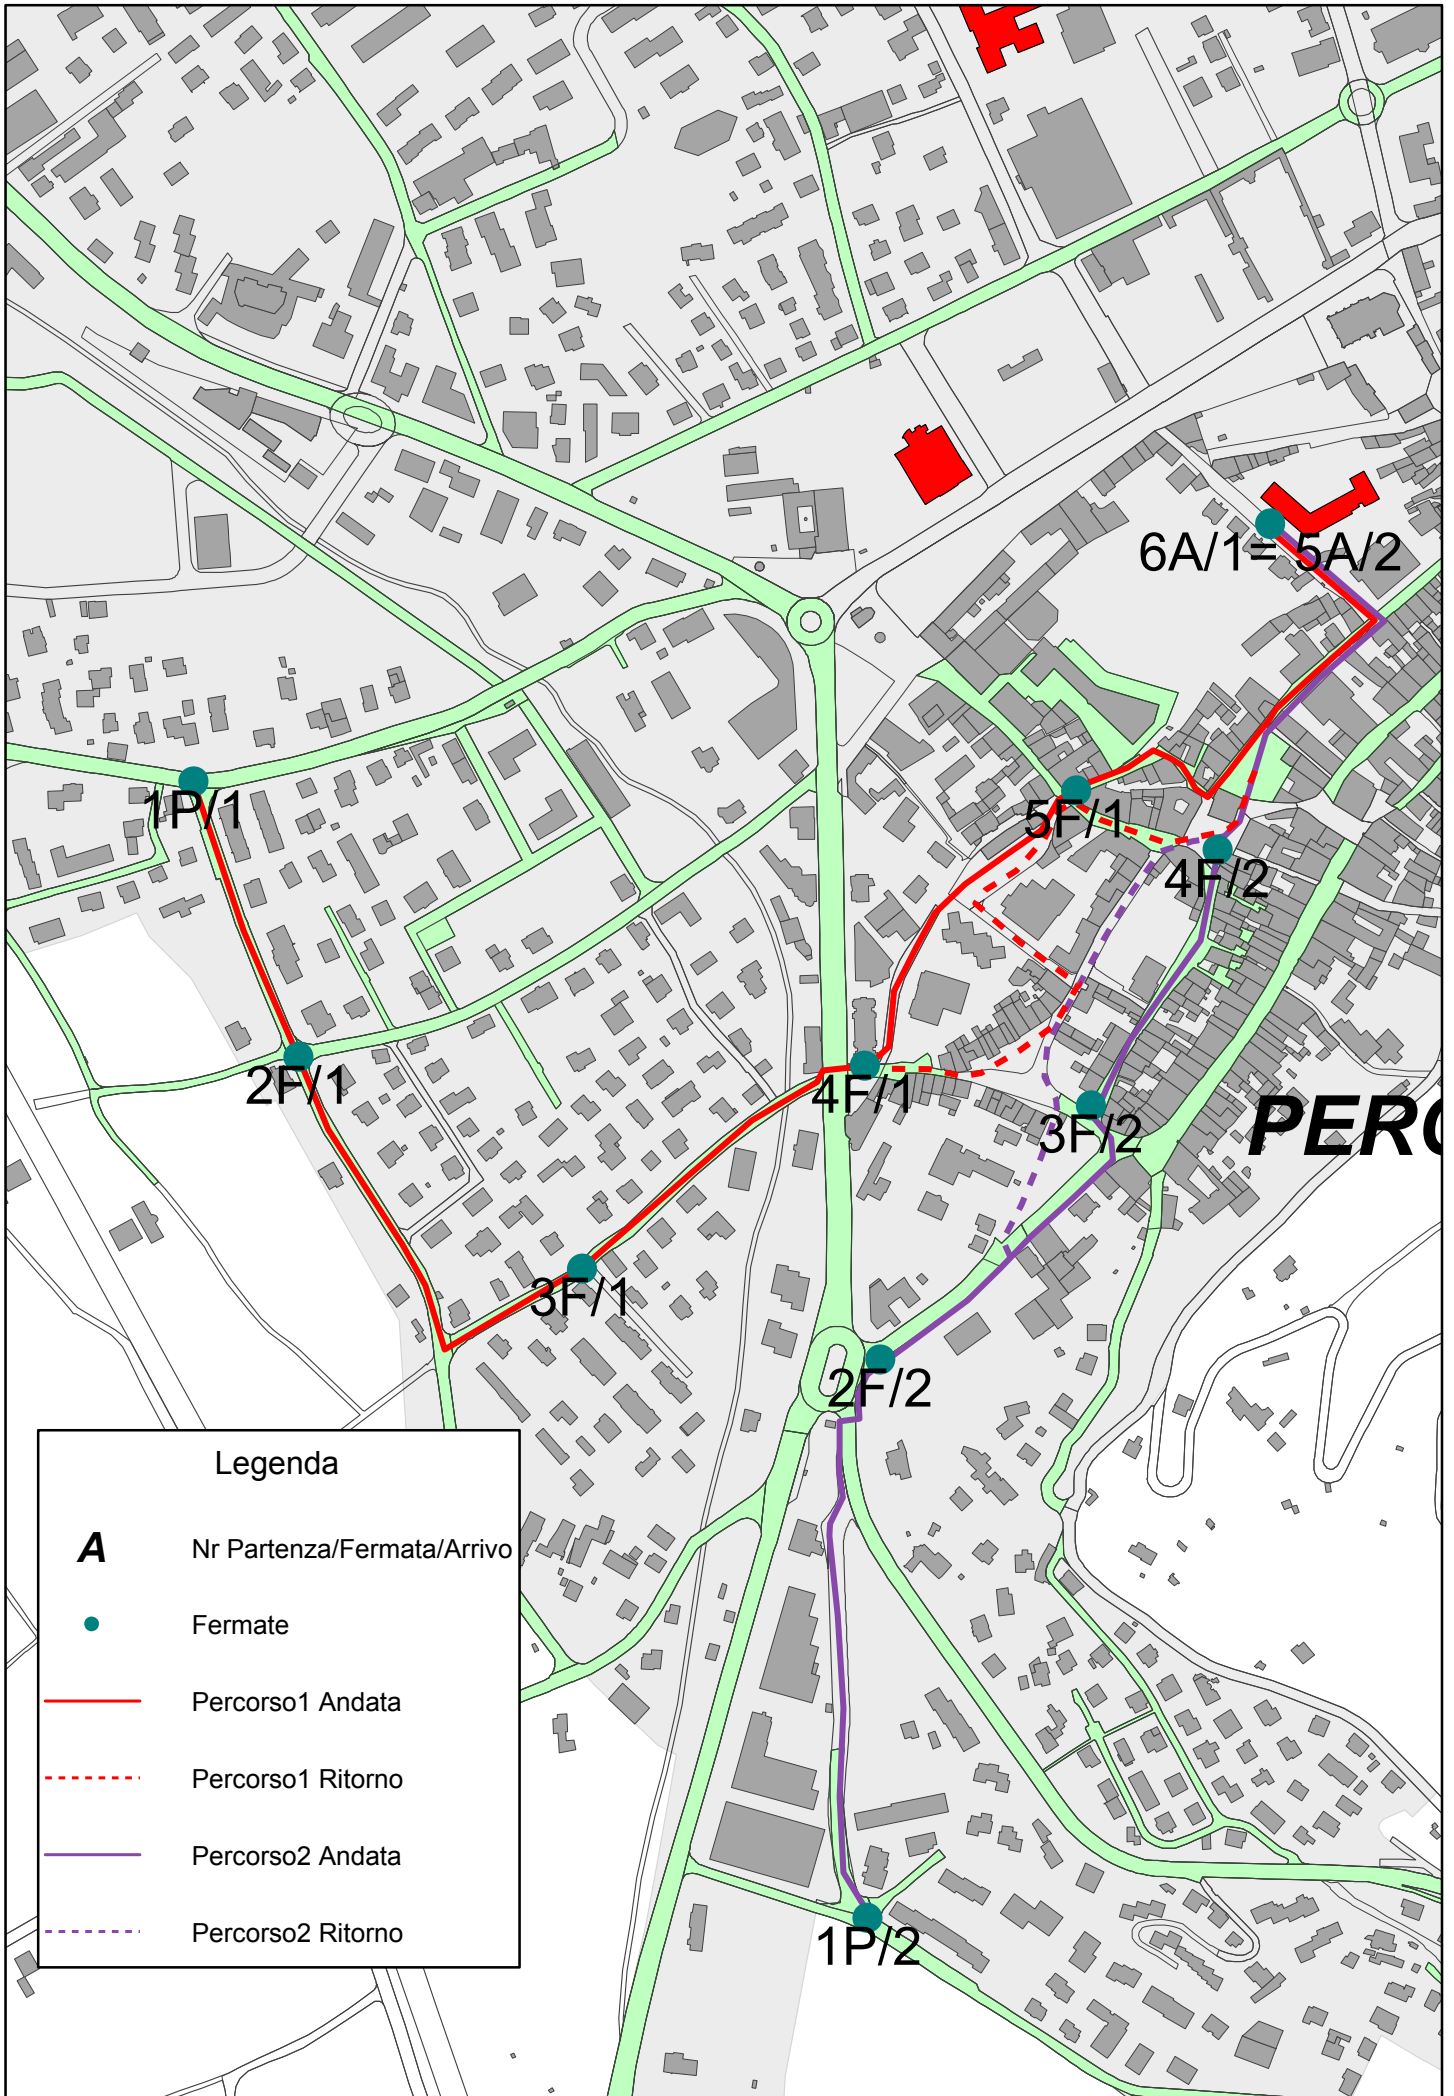 6A/1= 5A/2
1P/1
5F/1
4F/2
2F/1
4F/1
3F/2
PERG
3F/1
2F/2
1P/2
Legenda
A Nr Partenza/Fermata/Arrivo
Fermate
Percorso1 Andata
Percorso1 Ritorno
Percorso2 Andata
Percorso2 Ritorno